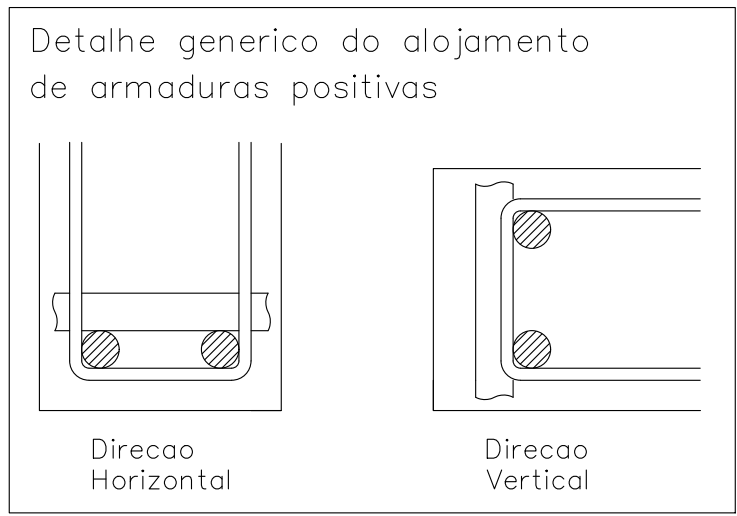 Detalhe generico do alojamento
de armaduras positivas
Direcao
Horizontal
Direcao
Vertical